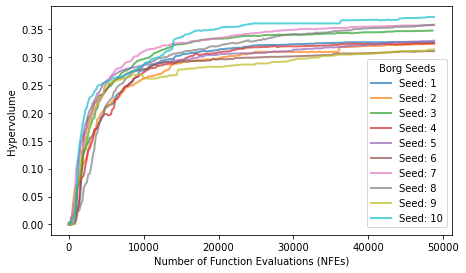 Hypervolume
0.35
0.30
0.25
0.20
0.15
0.10
0.05
0.00
Borg Seeds
Seed: 1
Seed: 2
Seed: 3
Seed: 4
Seed: 5
Seed: 6
Seed: 7
Seed: 8
Seed: 9
Seed: 10
0 10000 20000 30000 40000 50000
Number of Function Evaluations (NFEs)